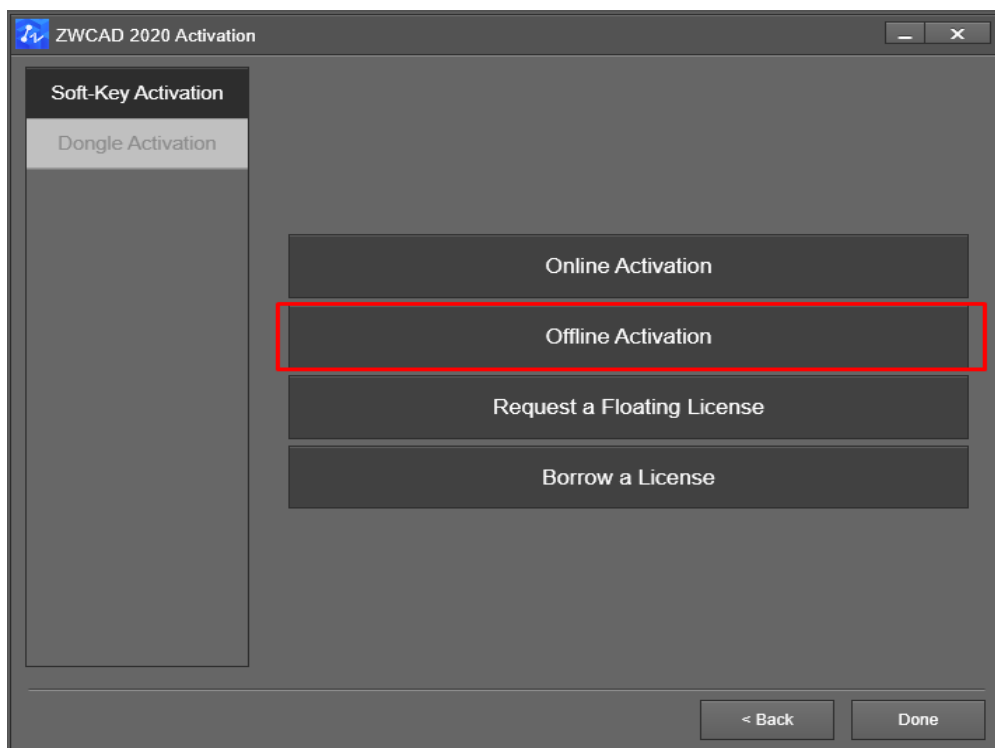 ZWCAD 2020 Activation
Soft-Key Activation
Dongle Activation
Online Activation
Offline Activation
Request a Floating License
Borrow a License
< Back
Done